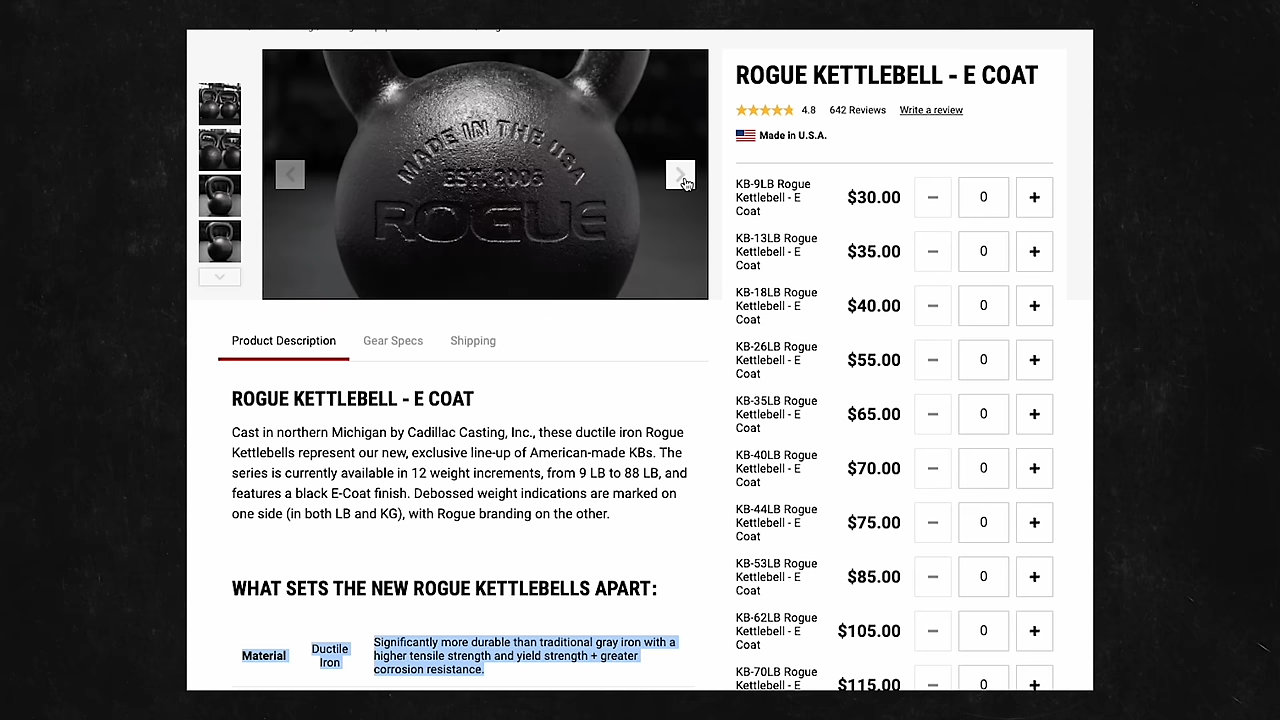 MADE IN THE USA
EST. 2006
ROGUE
ROGUE KETTLEBELL - E COAT
4.8 642 Reviews Write a review
Made in U.S.A.
KB-9LB Rogue
Kettlebell - E
Coat
$30.00 − 0 +
KB-13LB Rogue
Kettlebell - E
Coat
$35.00 − 0 +
KB-18LB Rogue
Kettlebell - E
Coat
$40.00 − 0 +
KB-26LB Rogue
Kettlebell - E
Coat
$55.00 − 0 +
KB-35LB Rogue
Kettlebell - E
Coat
$65.00 − 0 +
KB-40LB Rogue
Kettlebell - E
Coat
$70.00 − 0 +
KB-44LB Rogue
Kettlebell - E
Coat
$75.00 − 0 +
KB-53LB Rogue
Kettlebell - E
Coat
$85.00 − 0 +
KB-62LB Rogue
Kettlebell - E
Coat
$105.00 − 0 +
KB-70LB Rogue
Kettlebell - E
$115.00 − 0 +
Product Description Gear Specs Shipping
ROGUE KETTLEBELL - E COAT
Cast in northern Michigan by Cadillac Casting, Inc., these ductile iron Rogue
Kettlebells represent our new, exclusive line-up of American-made KBs. The
series is currently available in 12 weight increments, from 9 LB to 88 LB, and
features a black E-Coat finish. Debossed weight indications are marked on
one side (in both LB and KG), with Rogue branding on the other.
WHAT SETS THE NEW ROGUE KETTLEBELLS APART:
Material
Ductile
Iron
Significantly more durable than traditional gray iron with a
higher tensile strength and yield strength + greater
corrosion resistance.